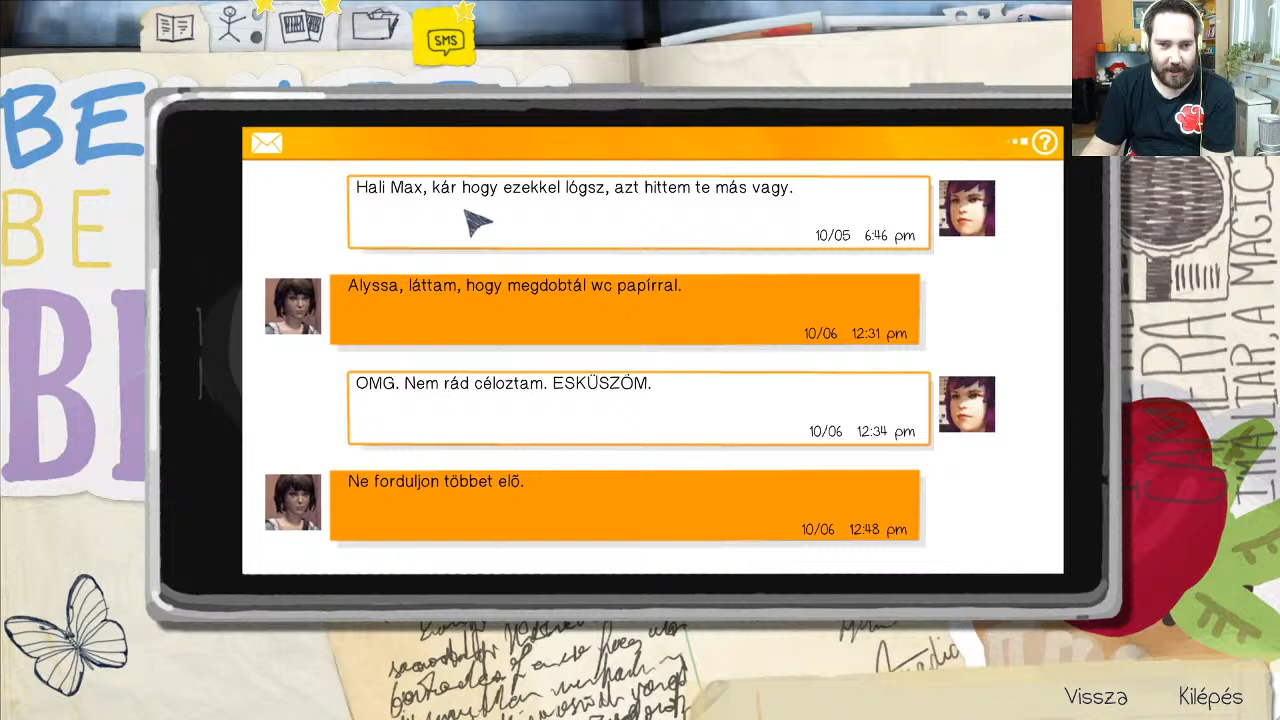 SMS
BE
BE
Hali Max, kár hogy ezekkel lógsz, azt hittem te más vagy.
10/05 6:46 pm
Alyssa, láttam, hogy megdobtál wc papírral.
10/06 12:31 pm
OMG. Nem rád céloztam. ESKÜSZÖM.
10/06 12:34 pm
Ne forduljon többet elő.
10/06 12:48 pm
Vissza
Kilépés